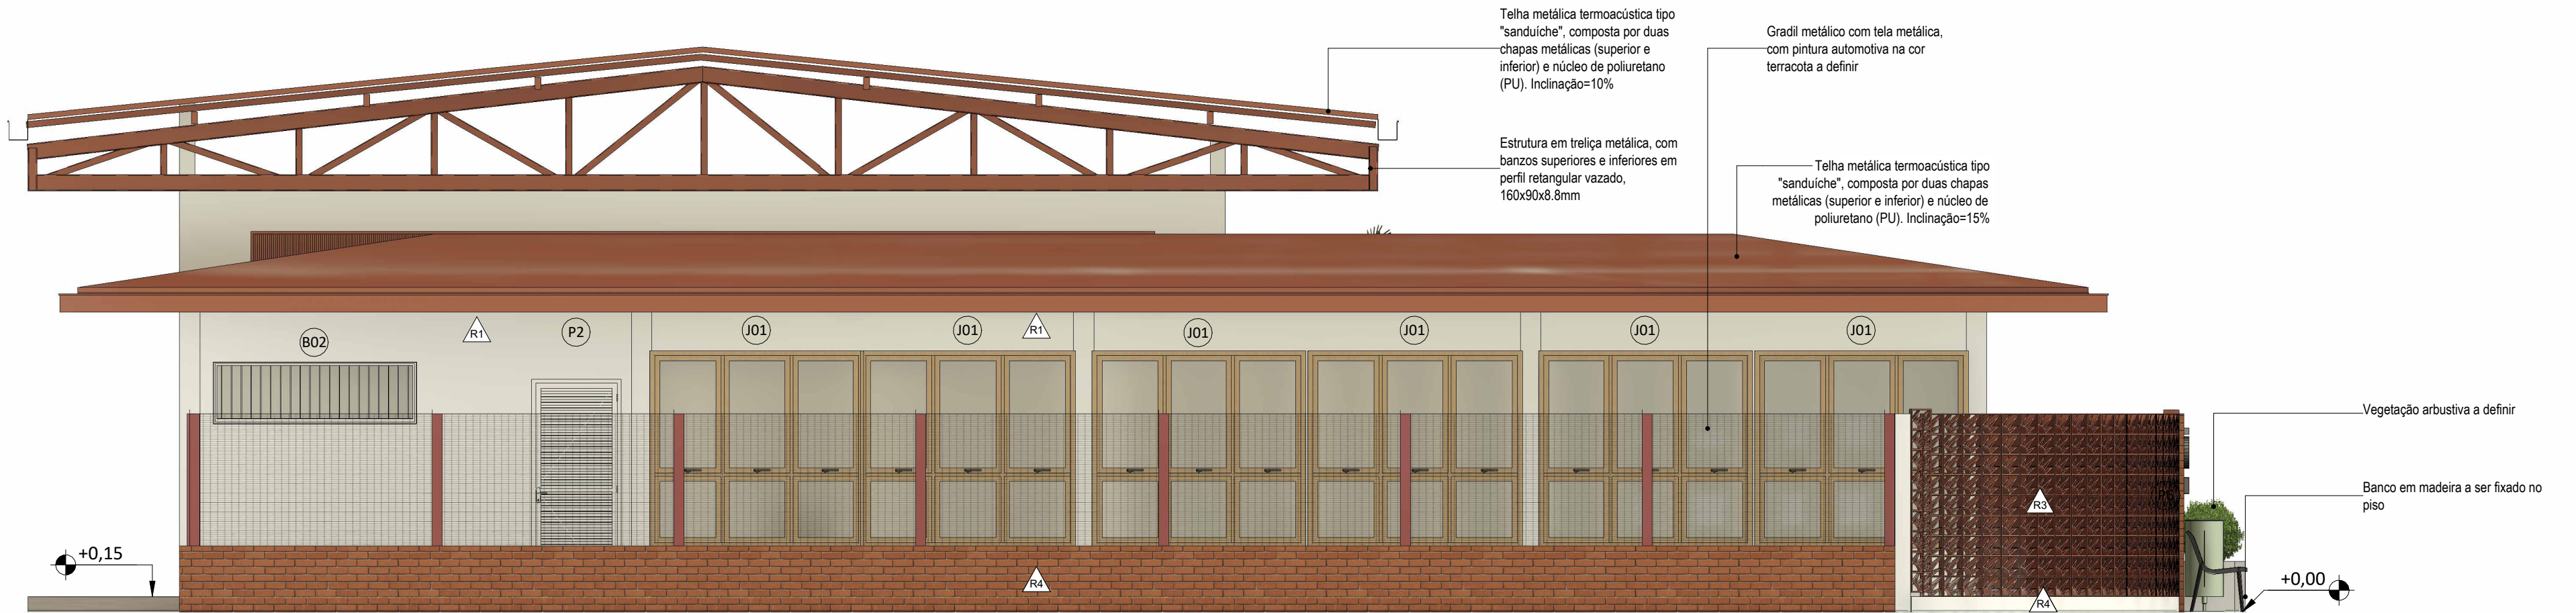 Telha metálica termoacústica tipo
"sanduíche", composta por duas
chapas metálicas (superior e
inferior) e núcleo de poliuretano
(PU). Inclinação=10%
Gradil metálico com tela metálica,
com pintura automotiva na cor
terracota a definir
Estrutura em treliça metálica, com
banzos superiores e inferiores em
perfil retangular vazado,
160x90x8.8mm
Telha metálica termoacústica tipo
"sanduíche", composta por duas chapas
metálicas (superior e inferior) e núcleo de
poliuretano (PU). Inclinação=15%
B02
R1
P2
J01
J01
R1
J01
J01
J01
J01
Vegetação arbustiva a definir
Banco em madeira a ser fixado no
piso
R3
+0,15
R4
+0,00
R4